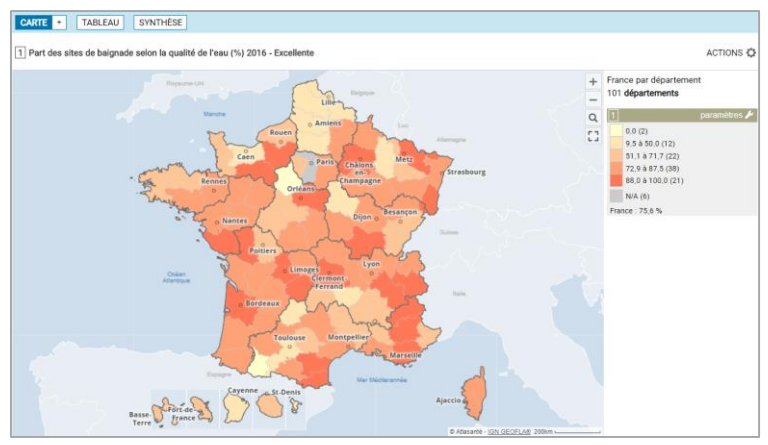 CARTE + TABLEAU SYNTHÈSE
1 Part des sites de baignade selon la qualité de l'eau (%) 2016 - Excellente
ACTIONS
France par département
101 départements
1 paramètres
0,0 (2)
9,5 à 50,0 (12)
51,1 à 71,7 (22)
72,9 à 87,5 (38)
88,0 à 100,0 (21)
N/A (6)
France : 75,6 %
Royaume-Uni
Belgique
Lille
Manche
Amiens
Lux
Rouen
Allemagne
Caen
Paris
Metz
Châlons
en
Champagne
Strasbourg
Rennes
Orléans
Dijon
Besançon
Nantes
Suisse
Poitiers
Océan
Atlantique
Limoges
Lyon
Clermont-
Ferrand
Italie
Bordeaux
Toulouse
Montpellier
Marseille
Espagne
Mer Méditerranée
Cayenne
St-Denis
Ajaccio
Basse-
Terre
Fort-de-
France
© Atlasanté - IGN GEOFLA® 200km